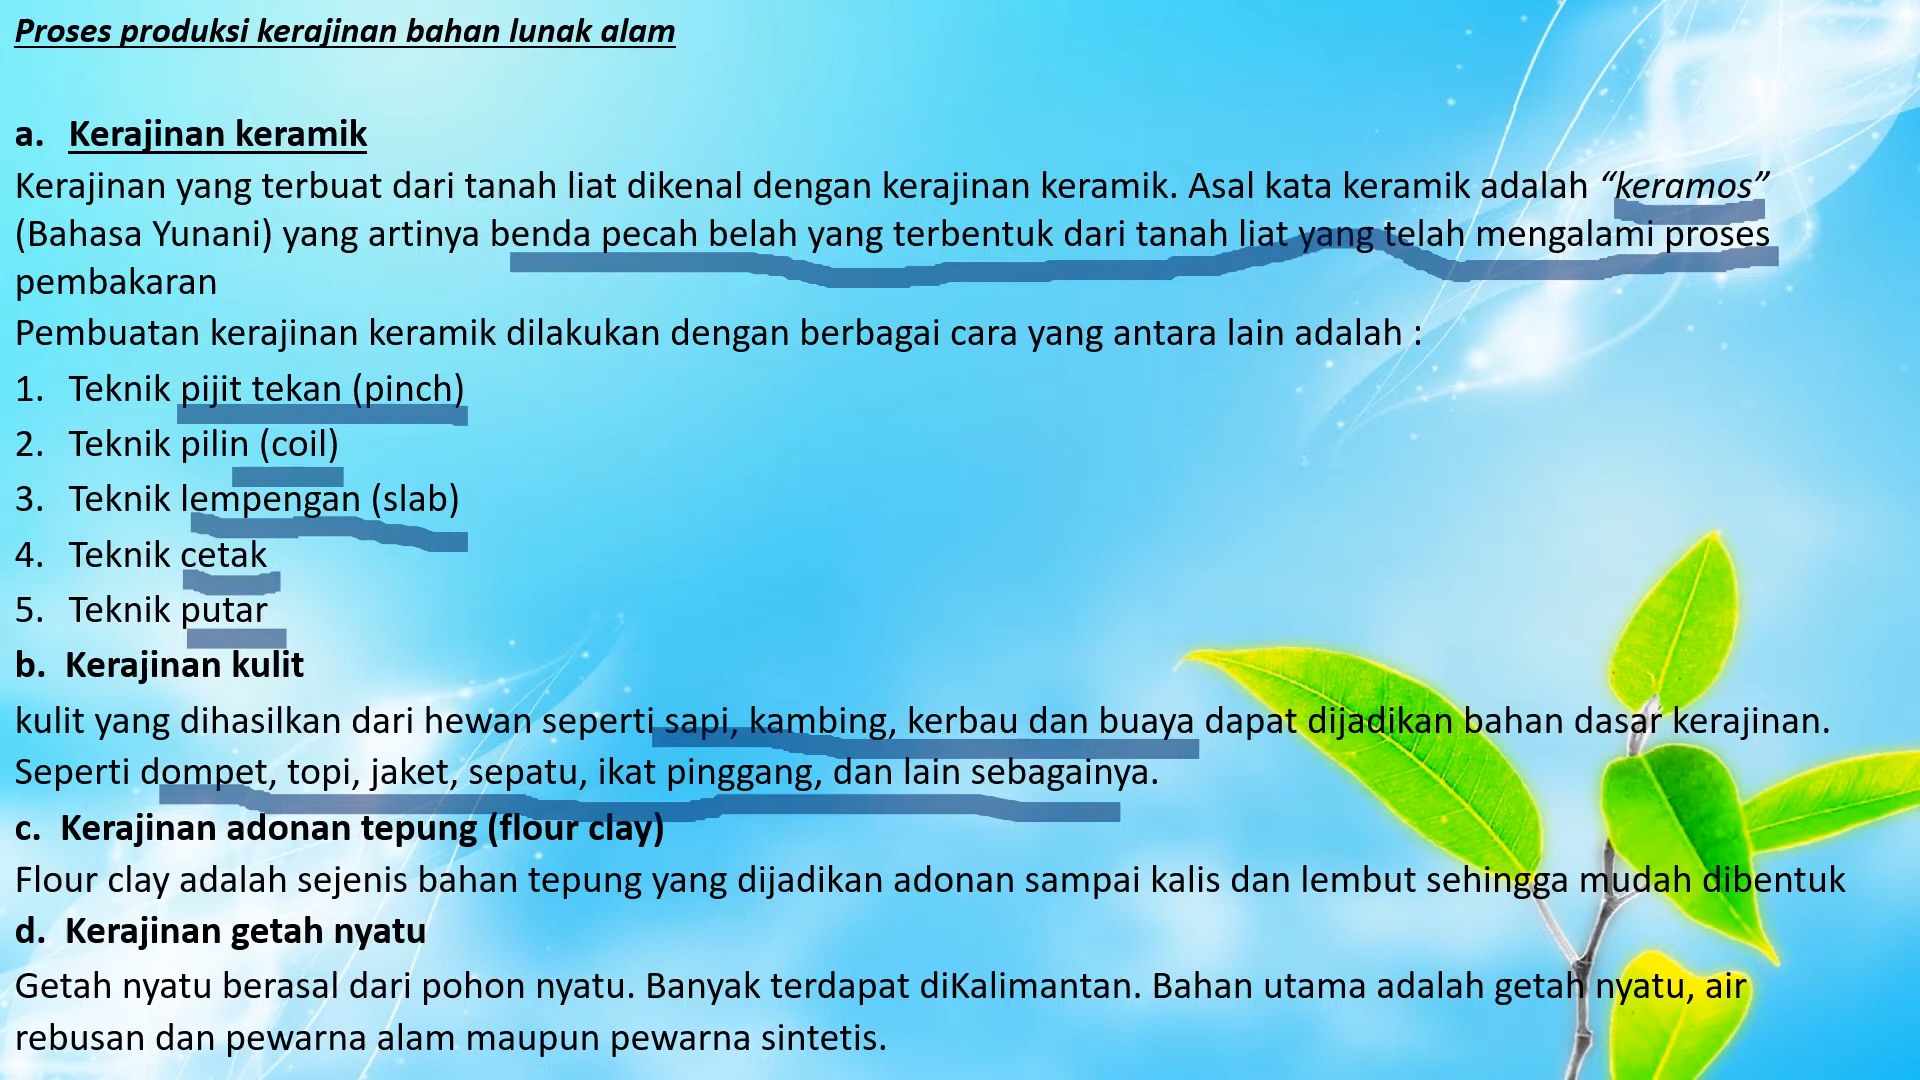 Proses produksi kerajinan bahan lunak alam
a. Kerajinan keramik
Kerajinan yang terbuat dari tanah liat dikenal dengan kerajinan keramik. Asal kata keramik adalah “keramos”
(Bahasa Yunani) yang artinya benda pecah belah yang terbentuk dari tanah liat yang telah mengalami proses
pembakaran
Pembuatan kerajinan keramik dilakukan dengan berbagai cara yang antara lain adalah :
1. Teknik pijit tekan (pinch)
2. Teknik pilin (coil)
3. Teknik lempengan (slab)
4. Teknik cetak
5. Teknik putar
b. Kerajinan kulit
kulit yang dihasilkan dari hewan seperti sapi, kambing, kerbau dan buaya dapat dijadikan bahan dasar kerajinan.
Seperti dompet, topi, jaket, sepatu, ikat pinggang, dan lain sebagainya.
c. Kerajinan adonan tepung (flour clay)
Flour clay adalah sejenis bahan tepung yang dijadikan adonan sampai kalis dan lembut sehingga mudah dibentuk
d. Kerajinan getah nyatu
Getah nyatu berasal dari pohon nyatu. Banyak terdapat diKalimantan. Bahan utama adalah getah nyatu, air
rebusan dan pewarna alam maupun pewarna sintetis.